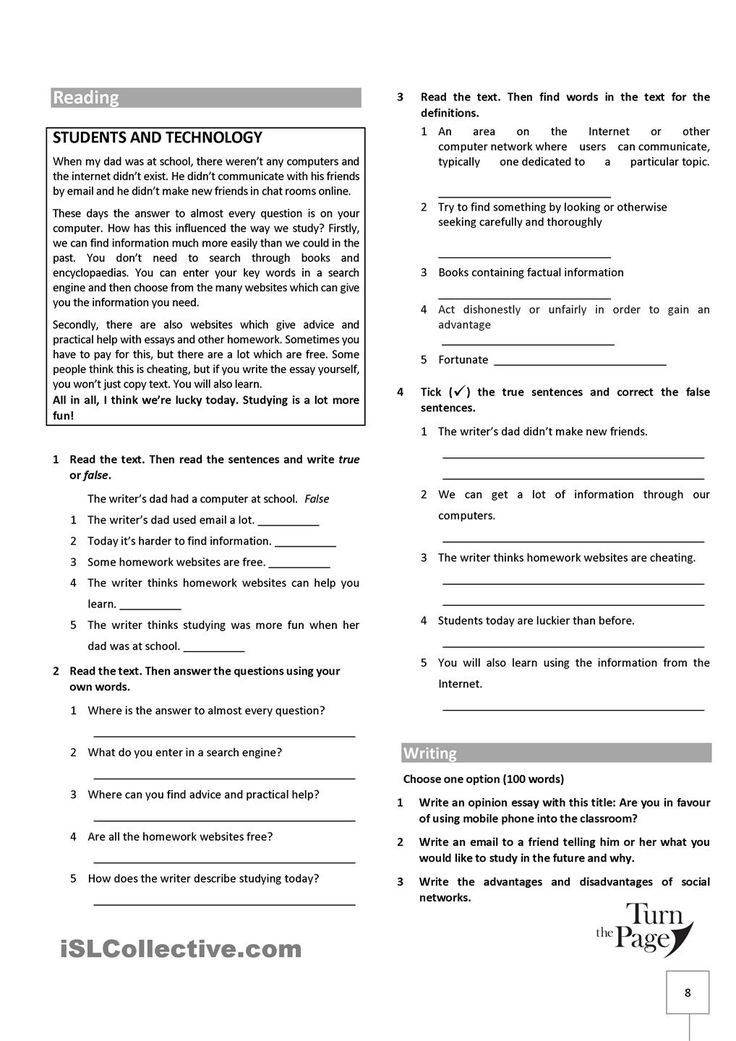 Reading
STUDENTS AND TECHNOLOGY
When my dad was at school, there weren't any computers and
the internet didn't exist. He didn't communicate with his friends
by email and he didn't make new friends in chat rooms online.
These days the answer to almost every question is on your
computer. How has this influenced the way we study? Firstly,
we can find information much more easily than we could in the
past. You don't need to search through books and
encyclopaedias. You can enter your key words in a search
engine and then choose from the many websites which can give
you the information you need.
Secondly, there are also websites which give advice and
practical help with essays and other homework. Sometimes you
have to pay for this, but there are a lot which are free. Some
people think this is cheating, but if you write the essay yourself,
you won't just copy text. You will also learn.
All in all, I think we're lucky today. Studying is a lot more
fun!
1 Read the text. Then read the sentences and write true
or false.
The writer's dad had a computer at school. False
1 The writer's dad used email a lot. __________
2 Today it's harder to find information. __________
3 Some homework websites are free. __________
4 The writer thinks homework websites can help you
learn. __________
5 The writer thinks studying was more fun when her
dad was at school. __________
2 Read the text. Then answer the questions using your
own words.
1 Where is the answer to almost every question?
2 What do you enter in a search engine?
3 Where can you find advice and practical help?
4 Are all the homework websites free?
5 How does the writer describe studying today?
3 Read the text. Then find words in the text for the
definitions.
1 An area on the Internet or other
computer network where users can communicate,
typically one dedicated to a particular topic.
2 Try to find something by looking or otherwise
seeking carefully and thoroughly
3 Books containing factual information
4 Act dishonestly or unfairly in order to gain an
advantage
5 Fortunate __________
4 Tick (✓) the true sentences and correct the false
sentences.
1 The writer's dad didn't make new friends.
2 We can get a lot of information through our
computers.
3 The writer thinks homework websites are cheating.
4 Students today are luckier than before.
5 You will also learn using the information from the
Internet.
Writing
Choose one option (100 words)
1 Write an opinion essay with this title: Are you in favour
of using mobile phone into the classroom?
2 Write an email to a friend telling him or her what you
would like to study in the future and why.
3 Write the advantages and disadvantages of social
networks.
Turn
the Page
iSLCollective.com
8